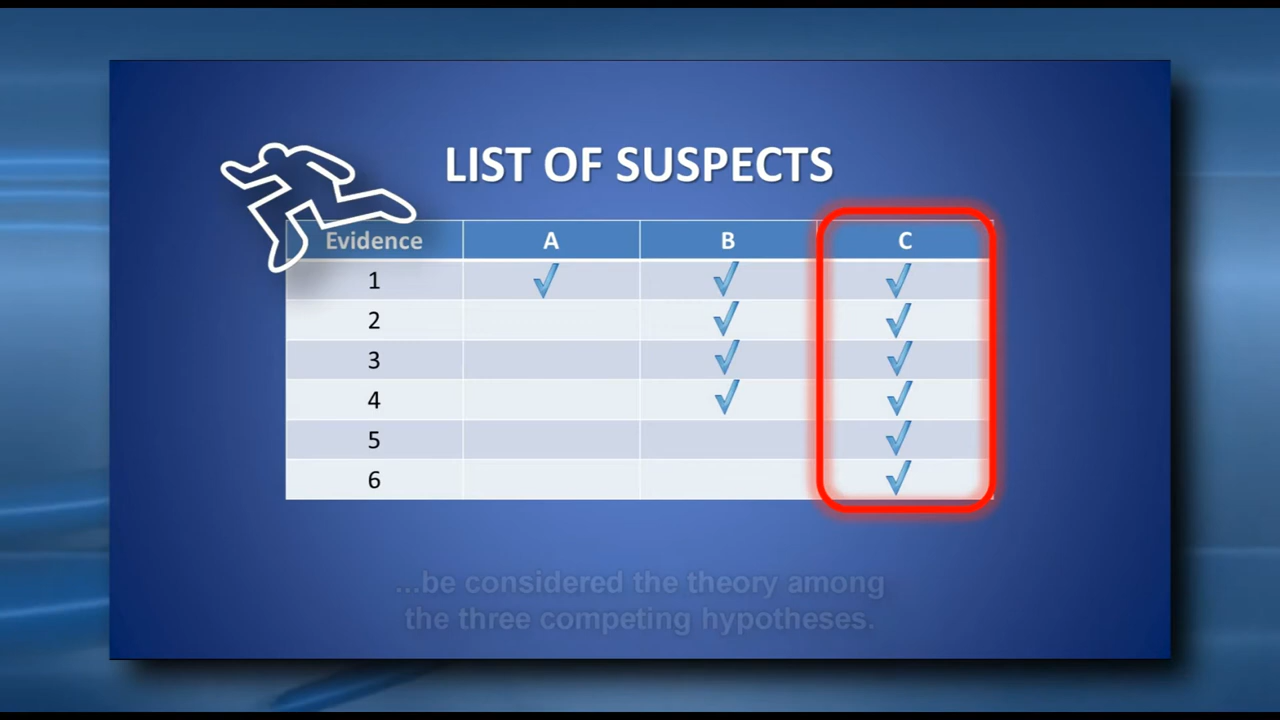 LIST OF SUSPECTS
Evidence A B C
1 ✓ ✓ ✓
2 ✓ ✓
3 ✓ ✓
4 ✓ ✓
5 ✓
6 ✓
...be considered the theory among
the three competing hypotheses.